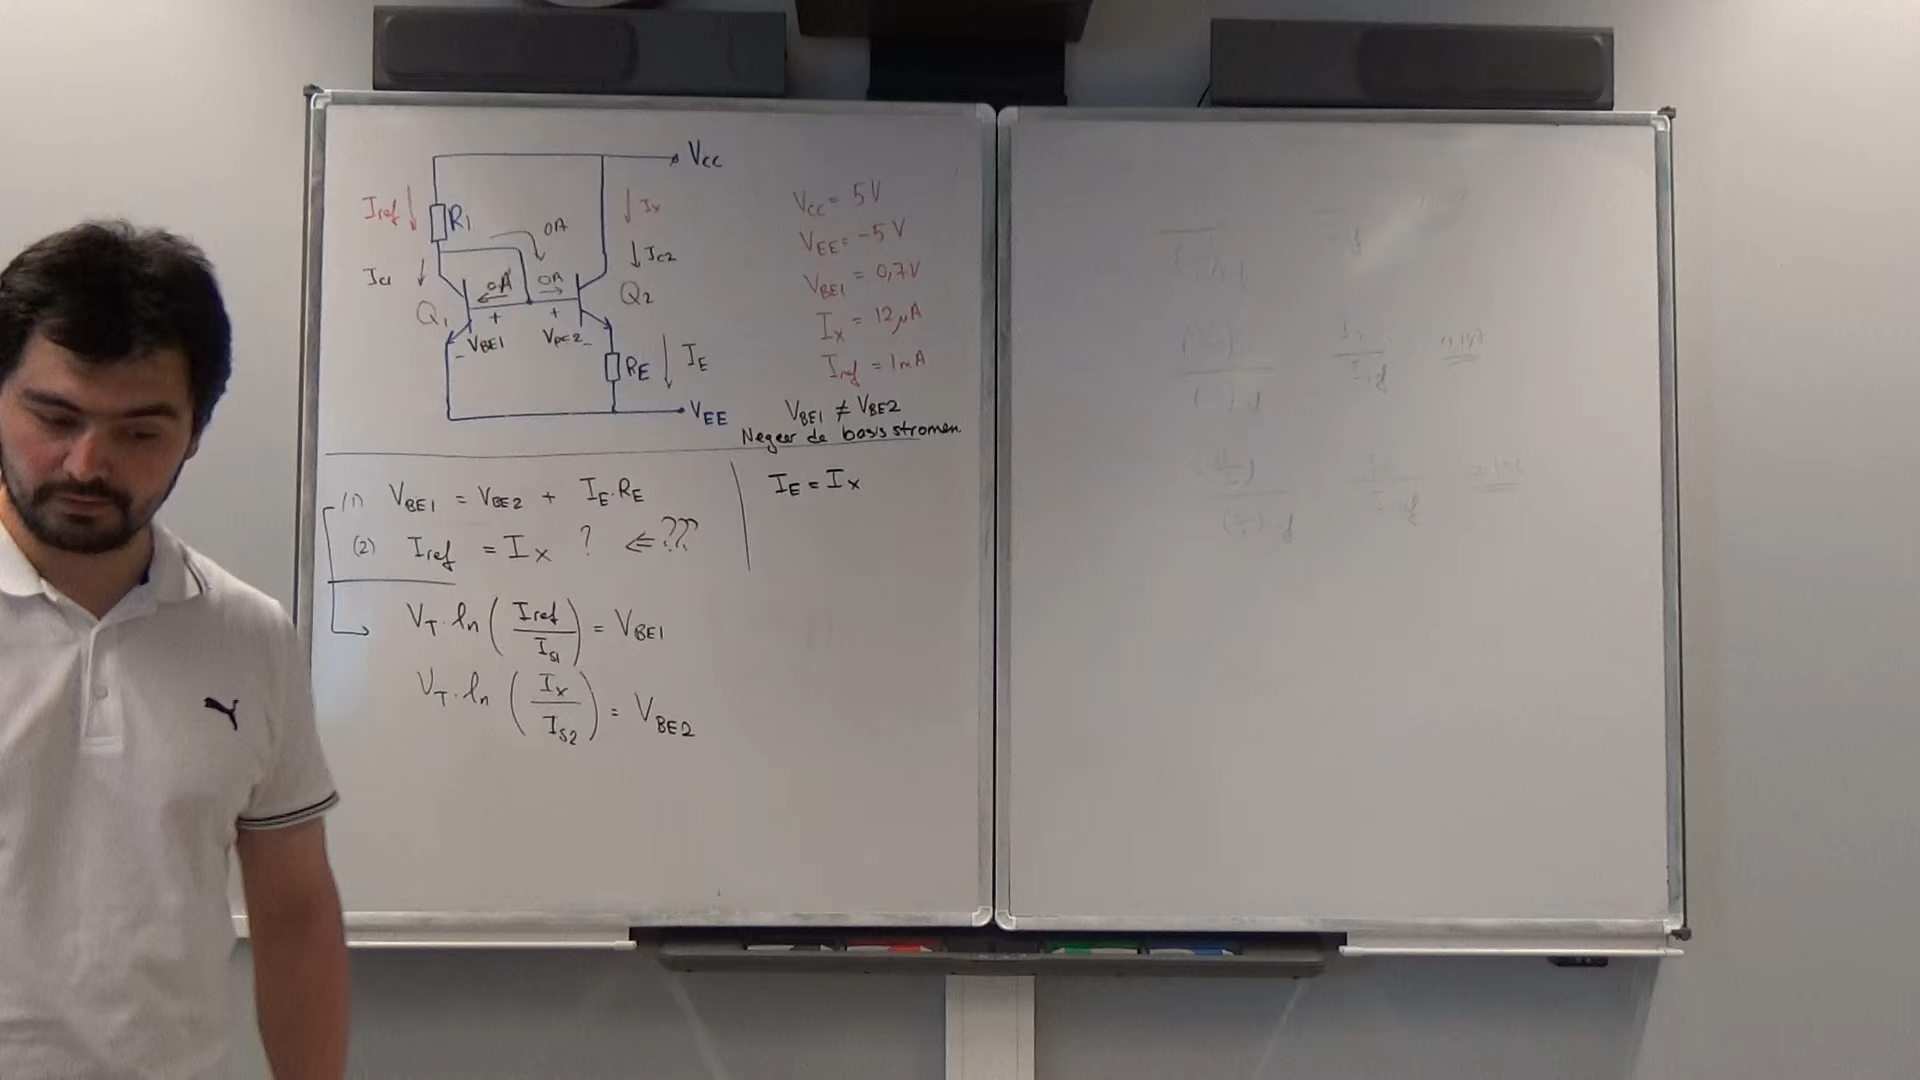 Vcc
Iref
R1
Ix
0A
Ic1
Ic2
0A
0A
Q1
Q2
+
+
- VBE1
VBE2 -
RE
IE
VEE
Vcc = 5V
VEE = -5V
VBE1 = 0,7V
Ix = 12μA
Iref = 1mA
VBE1 ≠ VBE2
Negeer de basis stromen
(1) VBE1 = VBE2 + IE.RE
(2) Iref = Ix ? ⇐ ???
IE = Ix
VT . ln (Iref / IS1) = VBE1
VT . ln (Ix / IS2) = VBE2